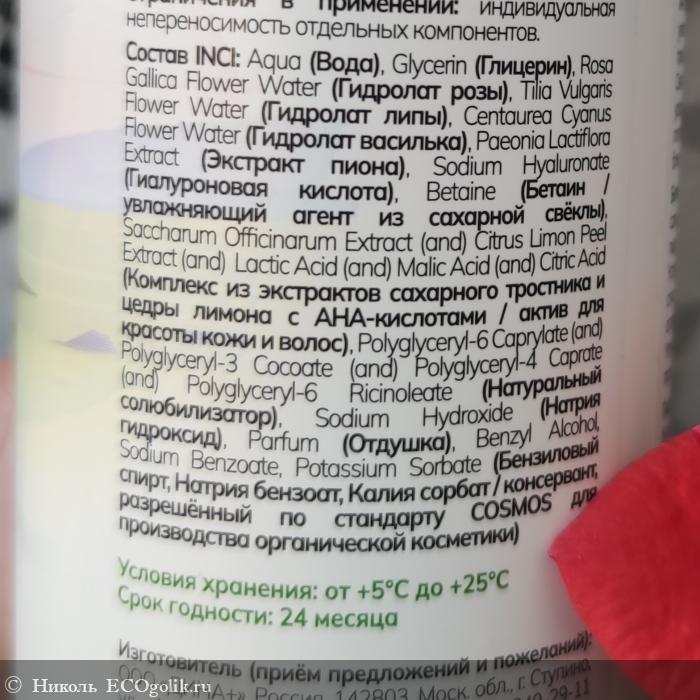 Ограничения в применении: индивидуальная
непереносимость отдельных компонентов.
Состав INCI: Aqua (Вода), Glycerin (Глицерин), Rosa
Gallica Flower Water (Гидролат розы), Tilia Vulgaris
Flower Water (Гидролат липы), Centaurea Cyanus
Flower Water (Гидролат василька), Paeonia Lactiflora
Extract (Экстракт пиона), Sodium Hyaluronate
(Гиалуроновая кислота), Betaine (Бетаин /
увлажняющий агент из сахарной свёклы),
Saccharum Officinarum Extract (and) Citrus Limon Peel
Extract (and) Lactic Acid (and) Malic Acid (and) Citric Acid
(Комплекс из экстрактов сахарного тростника и
цедры лимона с АНА-кислотами / актив для
красоты кожи и волос), Polyglyceryl-6 Caprylate (and)
Polyglyceryl-3 Cocoate (and) Polyglyceryl-4 Caprate
(and) Polyglyceryl-6 Ricinoleate (Натуральный
солюбилизатор), Sodium Hydroxide (Натрия
гидроксид), Parfum (Отдушка), Benzyl Alcohol,
Sodium Benzoate, Potassium Sorbate (Бензиловый
спирт, Натрия бензоат, Калия сорбат / консервант,
разрешённый по стандарту COSMOS для
производства органической косметики)
Условия хранения: от +5°C до +25°C
Срок годности: 24 месяца
Изготовитель (приём предложений и пожеланий):
Россия, 142803, Моск. обл., г. Ступино,
Николь ECOgolik.ru